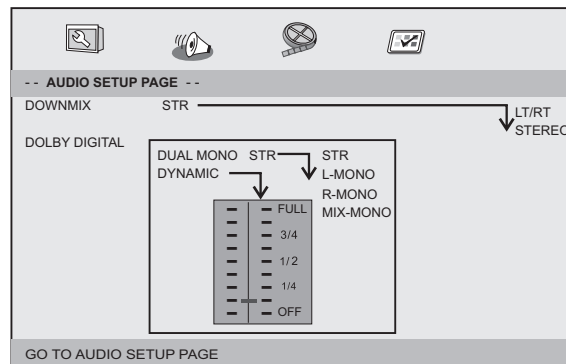 - - AUDIO SETUP PAGE - -
DOWNMIX STR LT/RT
STEREO
DOLBY DIGITAL
DUAL MONO STR STR
DYNAMIC L-MONO
R-MONO
FULL MIX-MONO
3/4
1/2
1/4
OFF
GO TO AUDIO SETUP PAGE